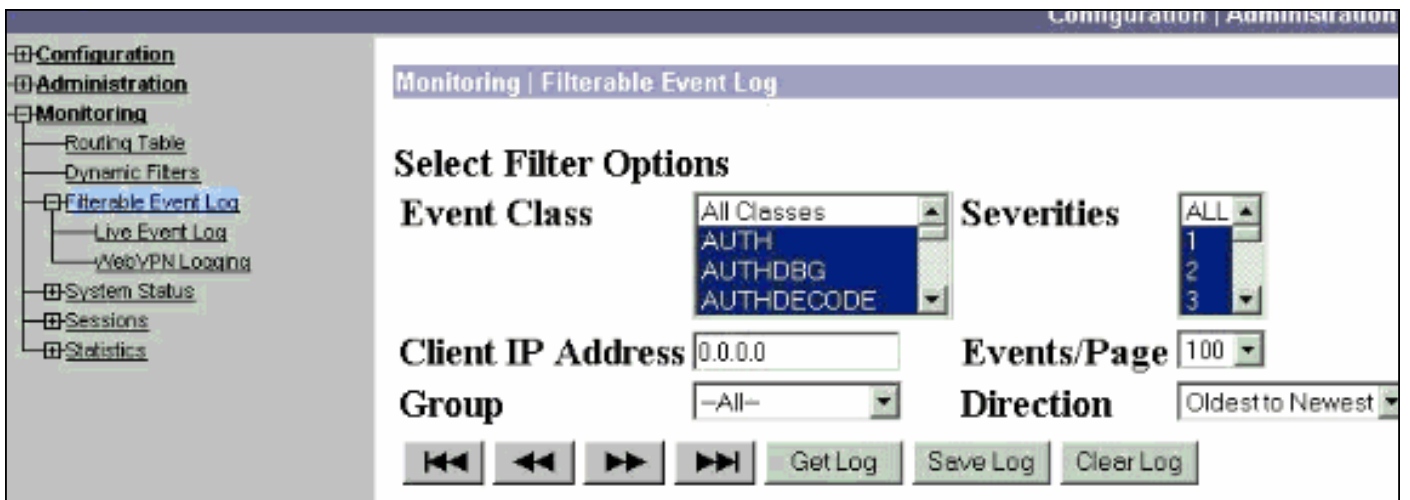 Configuration | Administration
Configuration
Administration
Monitoring
Routing Table
Dynamic Filters
Filterable Event Log
Live Event Log
WebVPN Logging
System Status
Sessions
Statistics
Monitoring | Filterable Event Log
Select Filter Options
Event Class
All Classes
AUTH
AUTHDBG
AUTHDECODE
Severities
ALL
1
2
3
Client IP Address 0.0.0.0
Events/Page 100
Group --All--
Direction Oldest to Newest
Get Log Save Log Clear Log